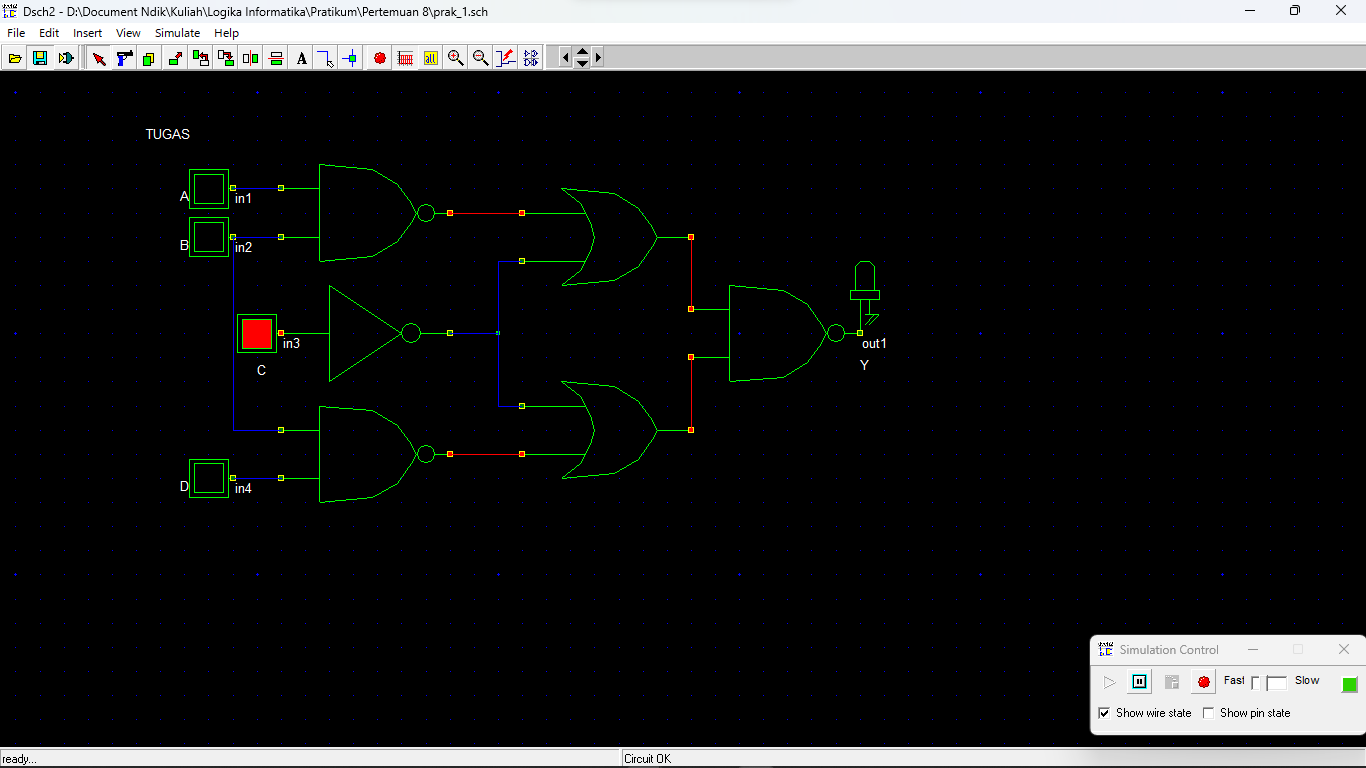 Dsch2 - D:\Document Ndik\Kuliah\Logika Informatika\Pratikum\Pertemuan 8\prak_1.sch
File Edit Insert View Simulate Help
A
TUGAS
A in1
B in2
in3
C
D in4
out1
Y
Simulation Control
Fast Slow
Show wire state Show pin state
ready...
Circuit OK